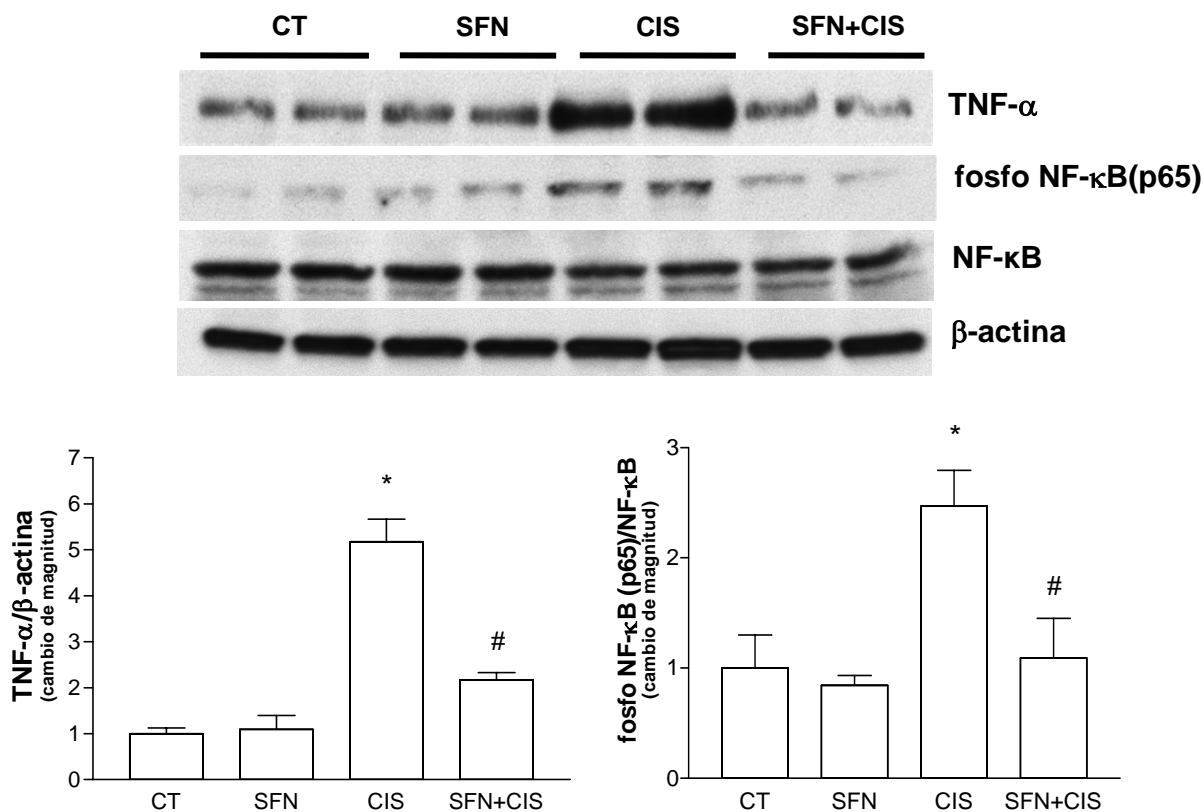 CT SFN CIS SFN+CIS
TNF-α
fosfo NF-κB(p65)
NF-κB
β-actina
TNF-α/β-actina
(cambio de magnitud)
7
6
5
4
3
2
1
0
*
#
CT SFN CIS SFN+CIS
fosfo NF-κB (p65)/NF-κB
(cambio de magnitud)
3
2
1
0
*
#
CT SFN CIS SFN+CIS